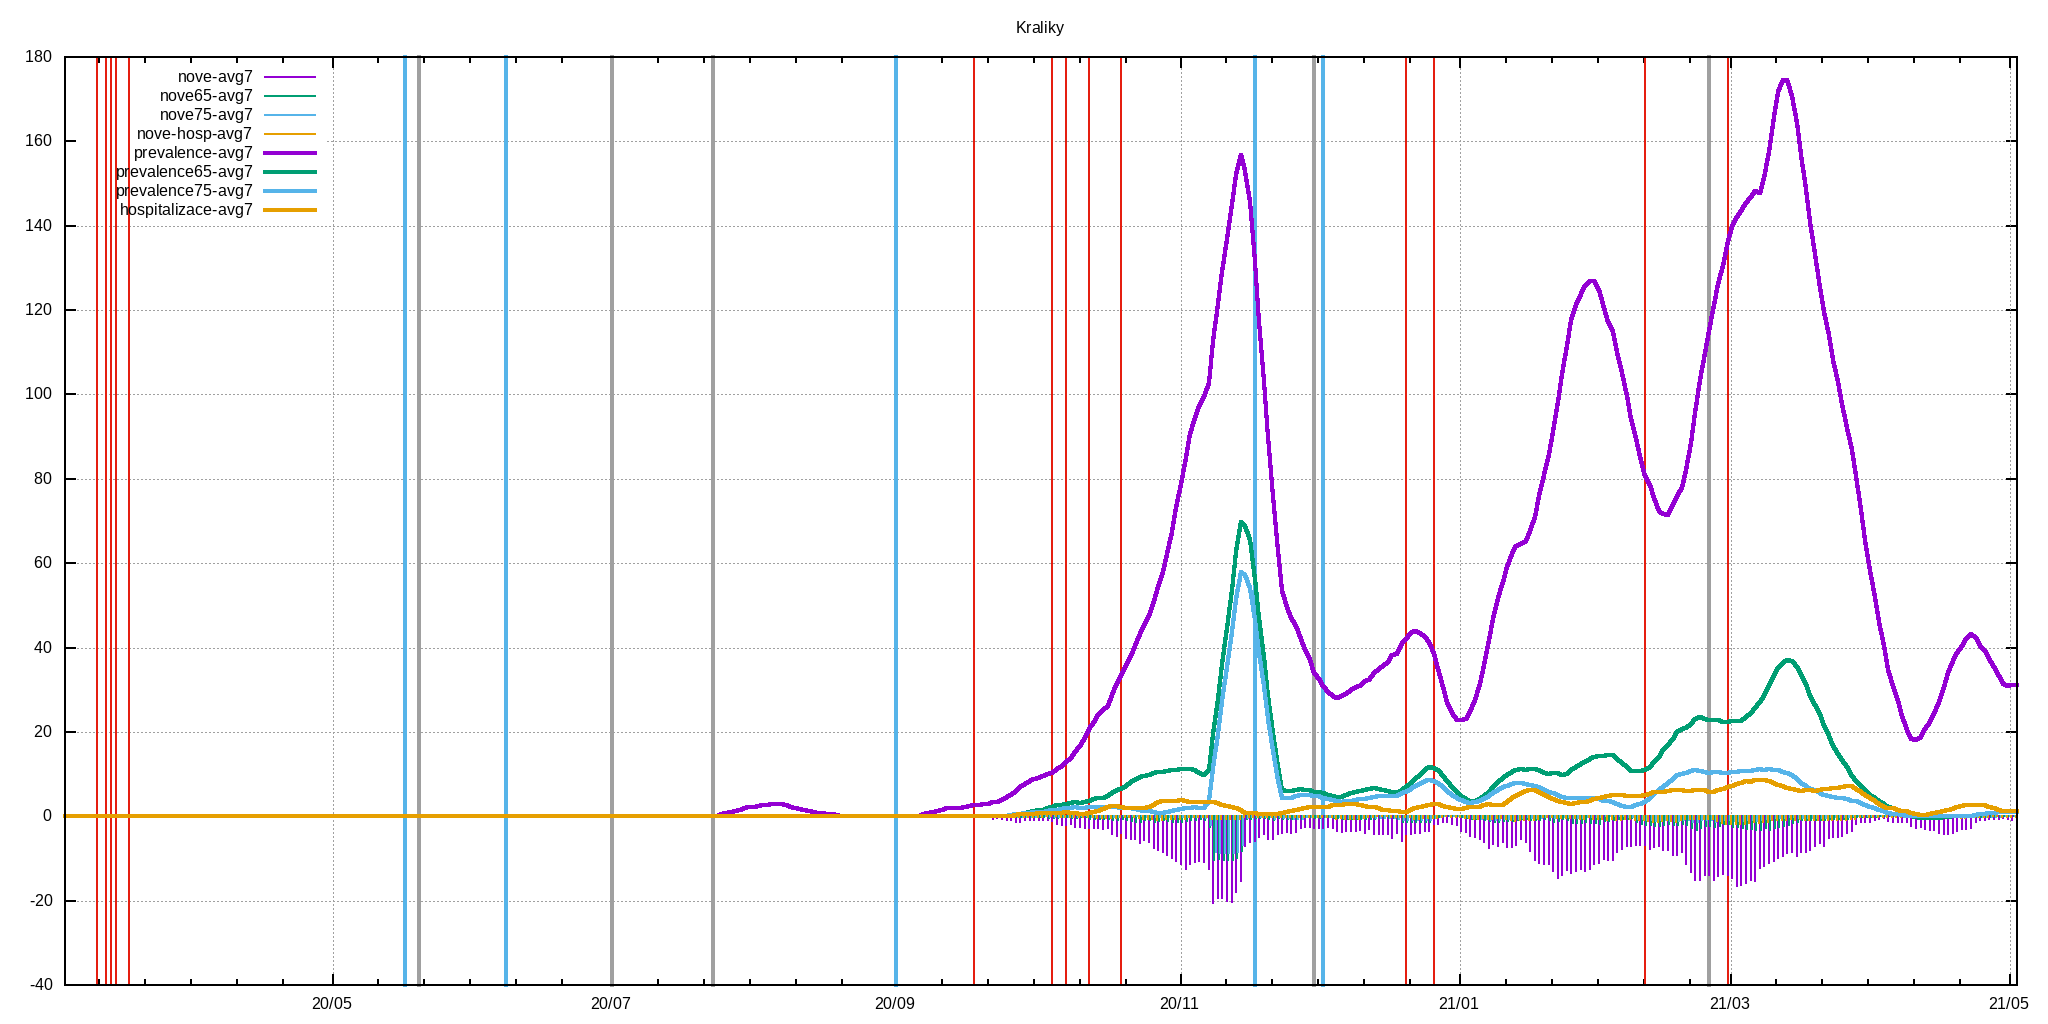 Kraliky
180
160
140
120
100
80
60
40
20
0
-20
-40
nove-avg7
nove65-avg7
nove75-avg7
nove-hosp-avg7
prevalence-avg7
prevalence65-avg7
prevalence75-avg7
hospitalizace-avg7
20/05
20/07
20/09
20/11
21/01
21/03
21/05